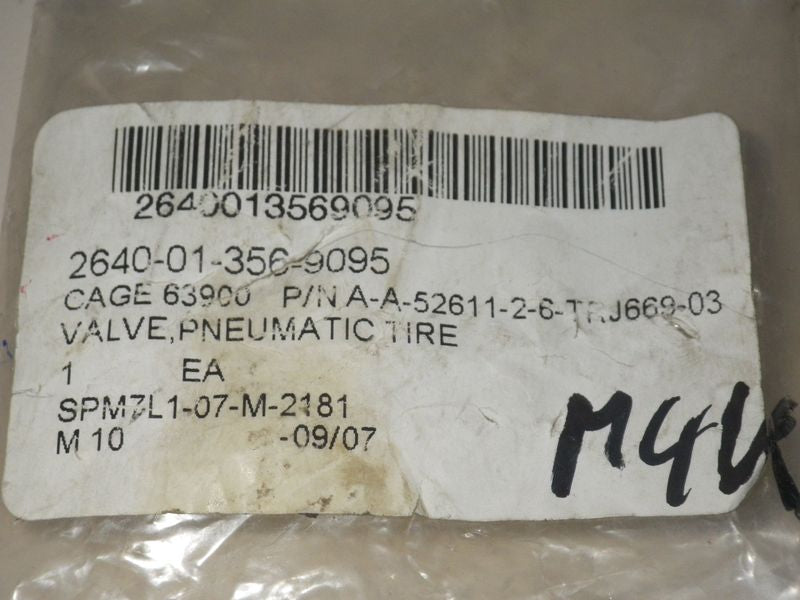 2640013569095
2640-01-356-9095
CAGE 63900 P/N A-A-52611-2-6-TRJ669-03
VALVE,PNEUMATIC TIRE
1 EA
SPM7L1-07-M-2181
M 10 -09/07